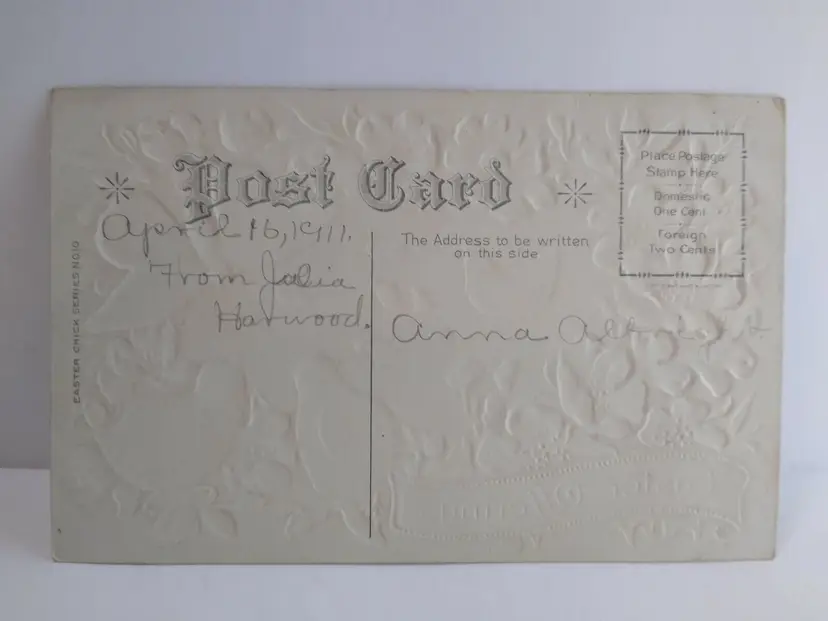 Post Card
April 16, 1911.
From Julia
Harwood.
The Address to be written
on this side
Anna
Place Postage
Stamp Here
Domestic
One Cent
Foreign
Two Cents
EASTER CHICK SERIES NO10